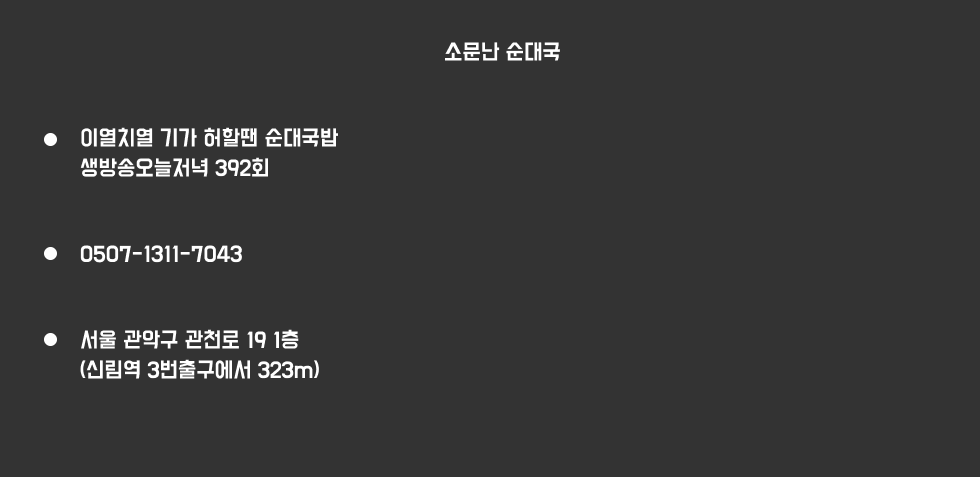 소문난 순대국
이열치열 기가 허할땐 순대국밥
생방송오늘저녁 392회
0507-1311-7043
서울 관악구 관천로 19 1층
(신림역 3번출구에서 323m)